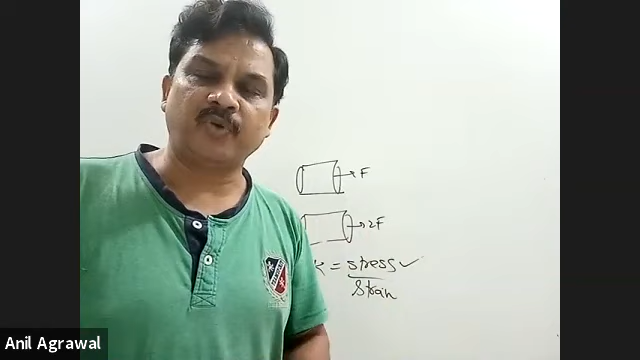 F
2F
K = stress ✓
Strain
Anil Agrawal